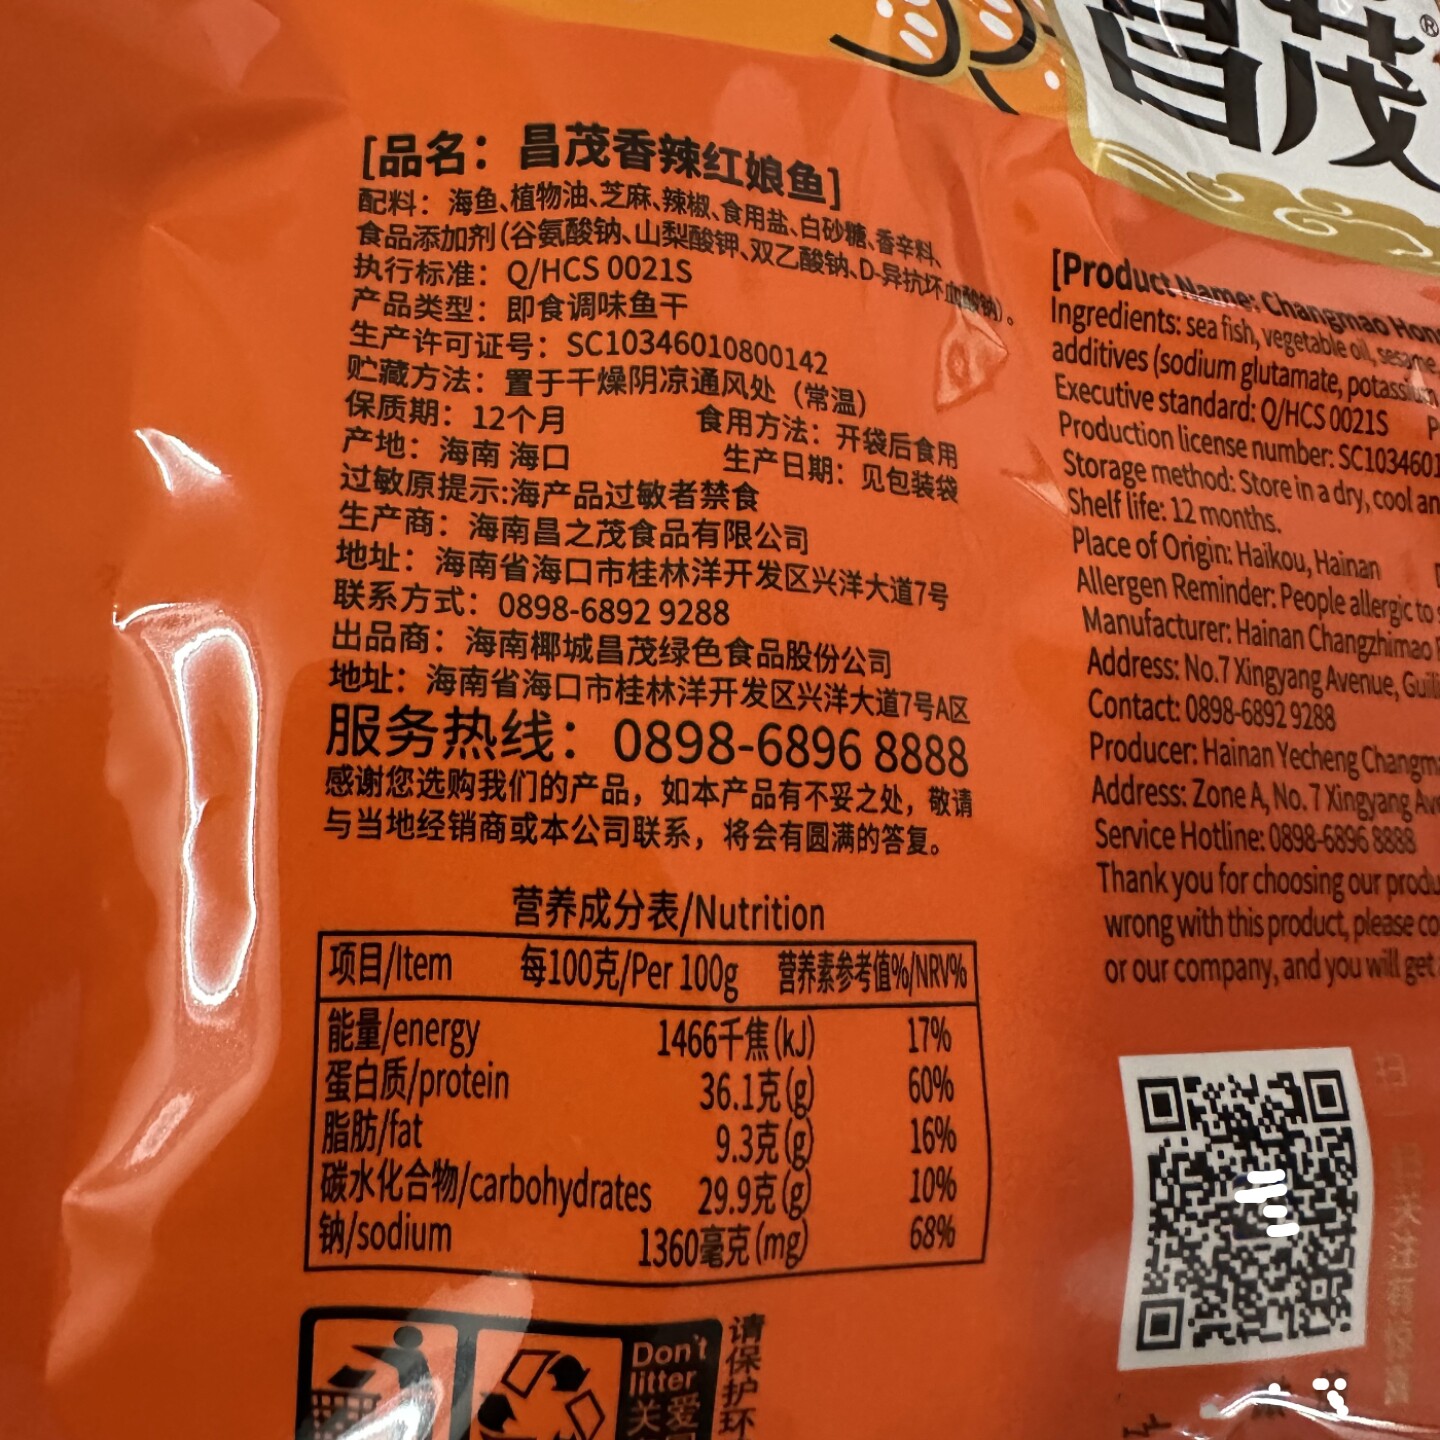 昌茂®
[品名：昌茂香辣红娘鱼]
配料：海鱼、植物油、芝麻、辣椒、食用盐、白砂糖、香辛料、
食品添加剂(谷氨酸钠、山梨酸钾、双乙酸钠、D-异抗坏血酸钠)。
执行标准：Q/HCS 0021S
产品类型：即食调味鱼干
生产许可证号：SC10346010800142
贮藏方法：置于干燥阴凉通风处（常温）
保质期：12个月 食用方法：开袋后食用
产地：海南 海口 生产日期：见包装袋
过敏原提示:海产品过敏者禁食
生产商：海南昌之茂食品有限公司
地址：海南省海口市桂林洋开发区兴洋大道7号
联系方式：0898-6892 9288
出品商：海南椰城昌茂绿色食品股份公司
地址：海南省海口市桂林洋开发区兴洋大道7号A区
服务热线：0898-6896 8888
感谢您选购我们的产品，如本产品有不妥之处，敬请
与当地经销商或本公司联系，将会有圆满的答复。
营养成分表/Nutrition
项目/Item 每100克/Per 100g 营养素参考值%/NRV%
能量/energy 1466千焦(kJ) 17%
蛋白质/protein 36.1克(g) 60%
脂肪/fat 9.3克(g) 16%
碳水化合物/carbohydrates 29.9克(g) 10%
钠/sodium 1360毫克(mg) 68%
Don't
litter
关爱
请保护环
[Product Name: Changmao Hong
Ingredients: sea fish, vegetable oil, sesame,
additives (sodium glutamate, potassium
Executive standard: Q/HCS 0021S
Production license number: SC1034601
Storage method: Store in a dry, cool an
Shelf life: 12 months.
Place of Origin: Haikou, Hainan
Allergen Reminder: People allergic to s
Manufacturer: Hainan Changzhimao F
Address: No.7 Xingyang Avenue, Guili
Contact: 0898-6892 9288
Producer: Hainan Yecheng Changma
Address: Zone A, No. 7 Xingyang Ave
Service Hotline: 0898-6896 8888
Thank you for choosing our produ
wrong with this product, please co
or our company, and you will get